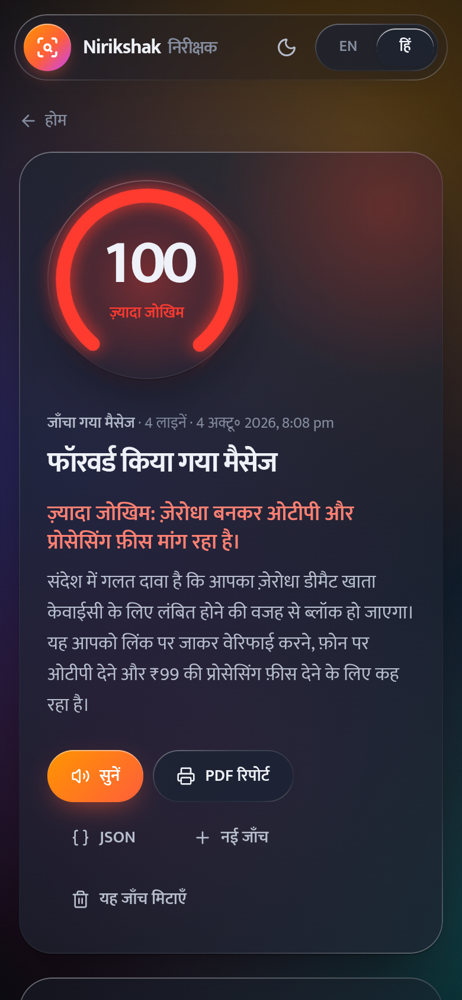 Nirikshak निरीक्षक
EN हिं
होम
100
ज़्यादा जोखिम
जाँचा गया मैसेज · 4 लाइनें · 4 अक्टू॰ 2026, 8:08 pm
फॉरवर्ड किया गया मैसेज
ज़्यादा जोखिम: ज़ेरोधा बनकर ओटीपी और
प्रोसेसिंग फ़ीस मांग रहा है।
संदेश में गलत दावा है कि आपका ज़ेरोधा डीमैट खाता
केवाईसी के लिए लंबित होने की वजह से ब्लॉक हो जाएगा।
यह आपको लिंक पर जाकर वेरिफाई करने, फ़ोन पर
ओटीपी देने और ₹99 की प्रोसेसिंग फ़ीस देने के लिए कह
रहा है।
सुनें PDF रिपोर्ट
{ } JSON + नई जाँच
यह जाँच मिटाएँ